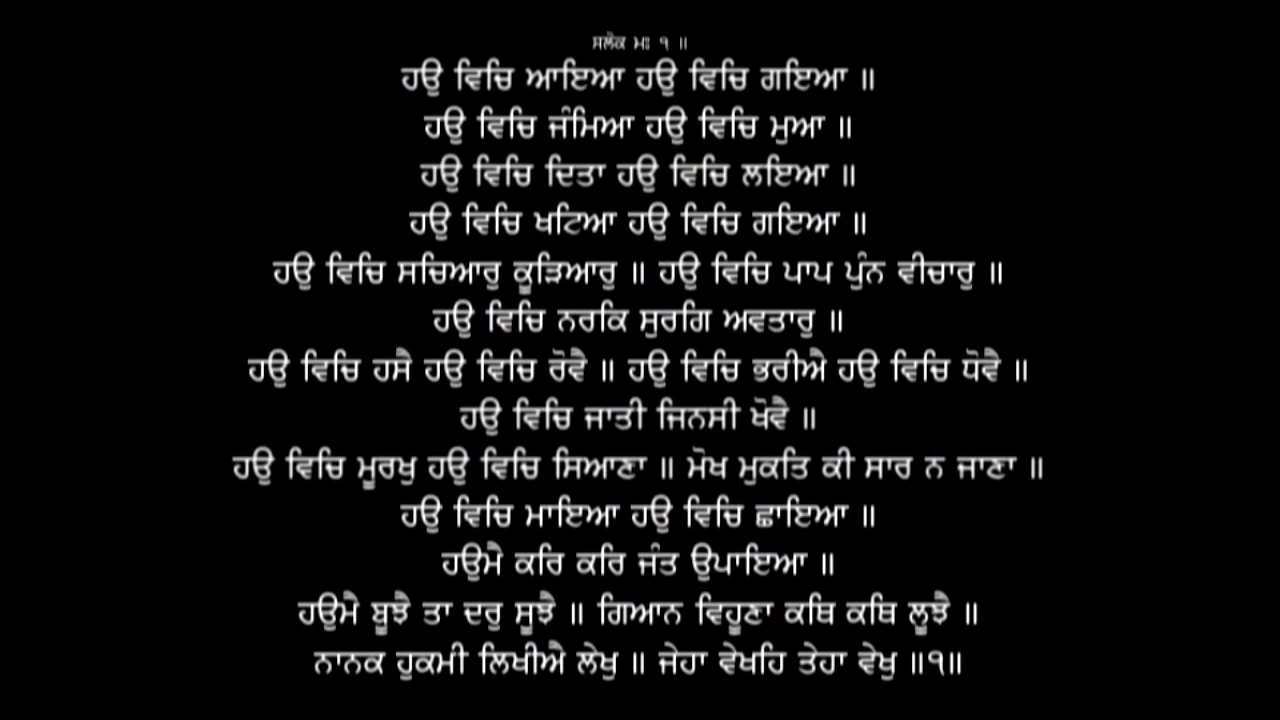 ਸਲੋਕ ਮਃ ੧ ॥
ਹਉ ਵਿਚਿ ਆਇਆ ਹਉ ਵਿਚਿ ਗਇਆ ॥
ਹਉ ਵਿਚਿ ਜੰਮਿਆ ਹਉ ਵਿਚਿ ਮੁਆ ॥
ਹਉ ਵਿਚਿ ਦਿਤਾ ਹਉ ਵਿਚਿ ਲਇਆ ॥
ਹਉ ਵਿਚਿ ਖਟਿਆ ਹਉ ਵਿਚਿ ਗਇਆ ॥
ਹਉ ਵਿਚਿ ਸਚਿਆਰੁ ਕੂੜਿਆਰੁ ॥ ਹਉ ਵਿਚਿ ਪਾਪ ਪੁੰਨ ਵੀਚਾਰੁ ॥
ਹਉ ਵਿਚਿ ਨਰਕਿ ਸੁਰਗਿ ਅਵਤਾਰੁ ॥
ਹਉ ਵਿਚਿ ਹਸੈ ਹਉ ਵਿਚਿ ਰੋਵੈ ॥ ਹਉ ਵਿਚਿ ਭਰੀਐ ਹਉ ਵਿਚਿ ਧੋਵੈ ॥
ਹਉ ਵਿਚਿ ਜਾਤੀ ਜਿਨਸੀ ਖੋਵੈ ॥
ਹਉ ਵਿਚਿ ਮੂਰਖੁ ਹਉ ਵਿਚਿ ਸਿਆਣਾ ॥ ਮੋਖ ਮੁਕਤਿ ਕੀ ਸਾਰ ਨ ਜਾਣਾ ॥
ਹਉ ਵਿਚਿ ਮਾਇਆ ਹਉ ਵਿਚਿ ਛਾਇਆ ॥
ਹਉਮੈ ਕਰਿ ਕਰਿ ਜੰਤ ਉਪਾਇਆ ॥
ਹਉਮੈ ਬੂਝੈ ਤਾ ਦਰੁ ਸੂਝੈ ॥ ਗਿਆਨ ਵਿਹੂਣਾ ਕਥਿ ਕਥਿ ਲੂਝੈ ॥
ਨਾਨਕ ਹੁਕਮੀ ਲਿਖੀਐ ਲੇਖੁ ॥ ਜੇਹਾ ਵੇਖਹਿ ਤੇਹਾ ਵੇਖੁ ॥੧॥